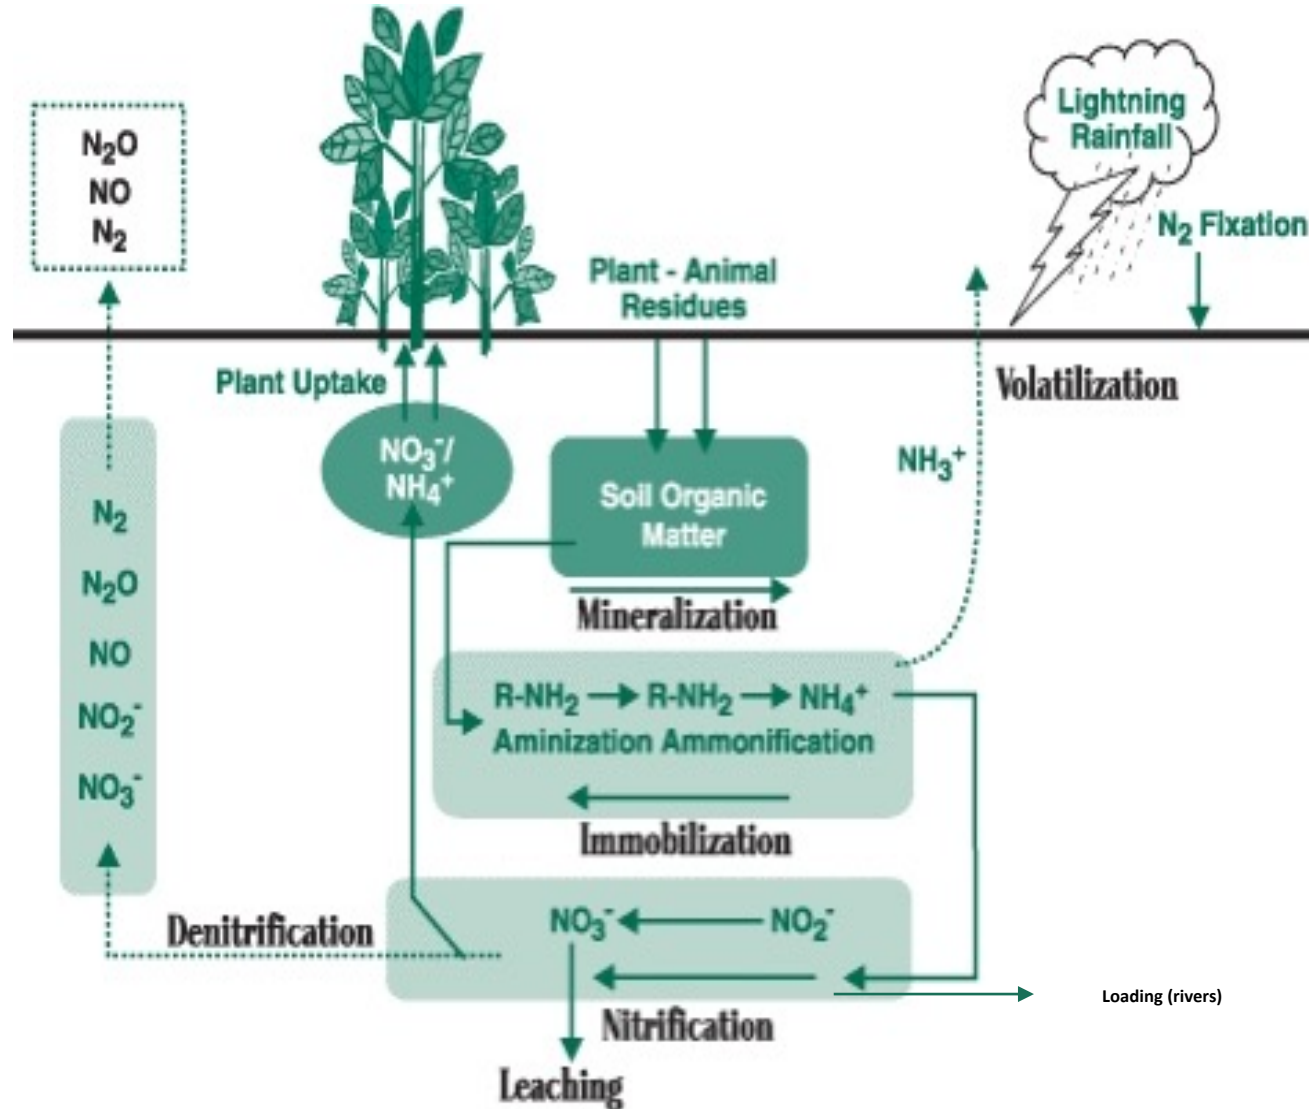 N₂O
NO
N₂
Lightning
Rainfall
N₂ Fixation
Plant - Animal
Residues
Plant Uptake
Volatilization
NO₃⁻/
NH₄⁺
NH₃⁺
Soil Organic
Matter
Mineralization
N₂
N₂O
NO
NO₂⁻
NO₃⁻
R-NH₂ R-NH₂ NH₄⁺
Aminization Ammonification
Immobilization
Denitrification
NO₃⁻ NO₂⁻
Loading (rivers)
Nitrification
Leaching